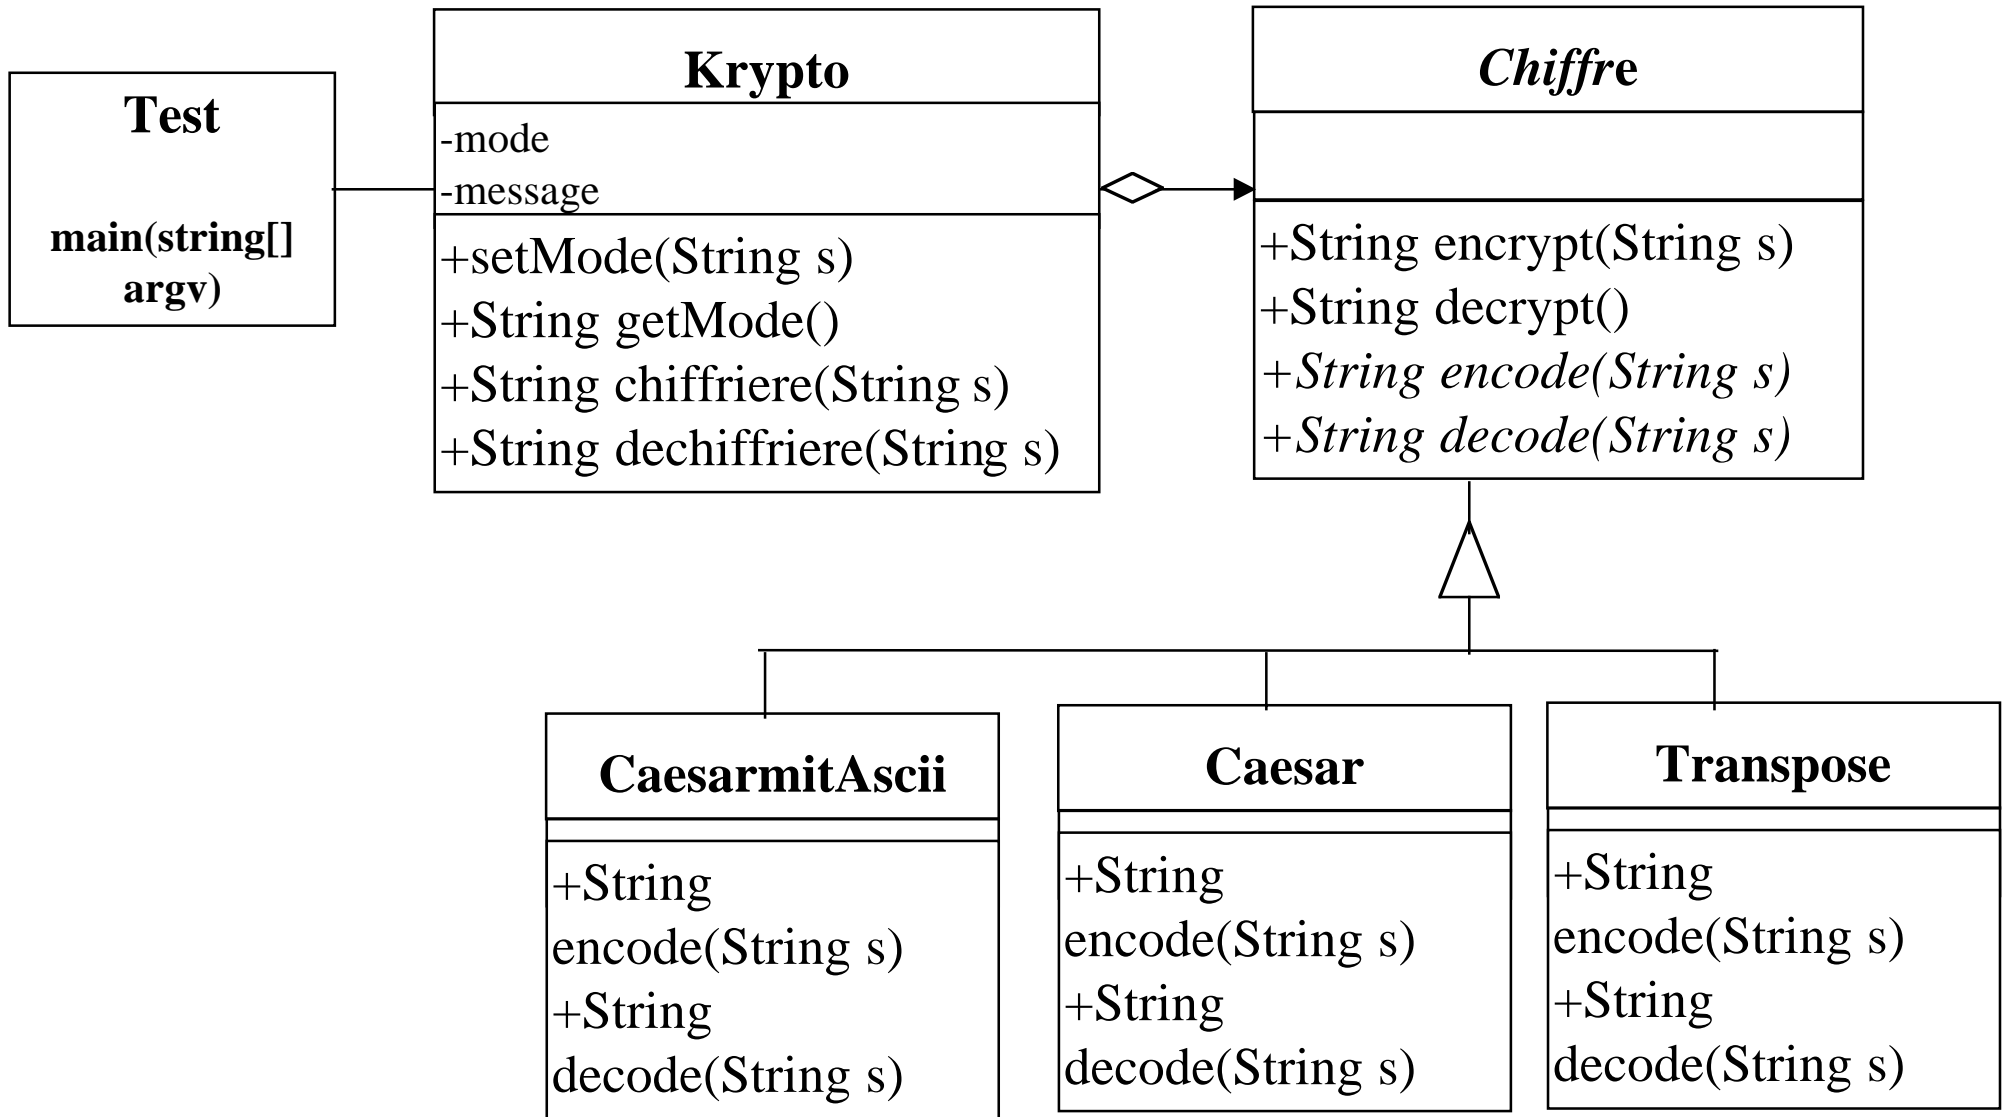 Test
main(string[]
argv)
Krypto
-mode
-message
+setMode(String s)
+String getMode()
+String chiffriere(String s)
+String dechiffriere(String s)
Chiffre
+String encrypt(String s)
+String decrypt()
+String encode(String s)
+String decode(String s)
CaesarmitAscii
+String
encode(String s)
+String
decode(String s)
Caesar
+String
encode(String s)
+String
decode(String s)
Transpose
+String
encode(String s)
+String
decode(String s)